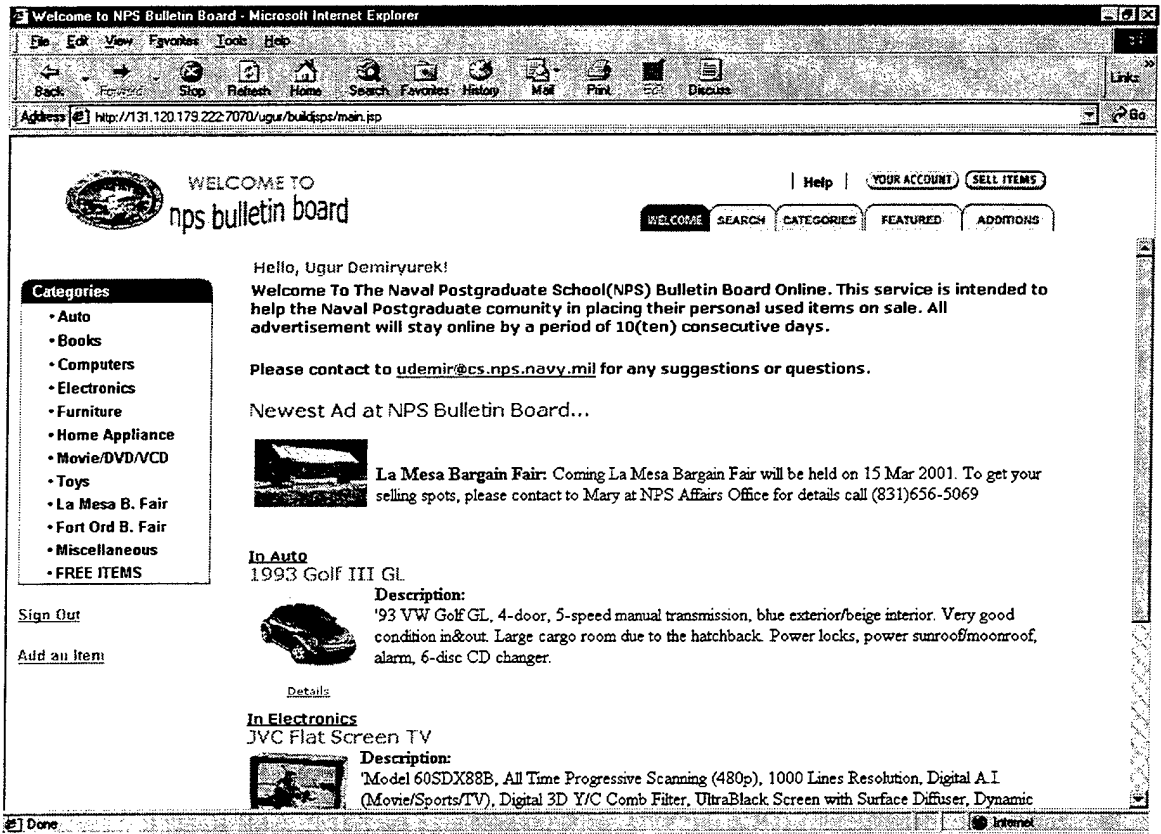 Welcome to NPS Bulletin Board - Microsoft Internet Explorer
File Edit View Favorites Tools Help
Back Forward Stop Refresh Home Search Favorites History Mail Print Edit Discuss Links
Address http://131.120.179.222:7070/ugur/buildjsps/main.jsp Go
WELCOME TO
nps bulletin board
| Help | YOUR ACCOUNT SELL ITEMS
WELCOME SEARCH CATEGORIES FEATURED ADDITIONS
Categories
• Auto
• Books
• Computers
• Electronics
• Furniture
• Home Appliance
• Movie/DVD/VCD
• Toys
• La Mesa B. Fair
• Fort Ord B. Fair
• Miscellaneous
• FREE ITEMS
Sign Out
Add an Item
Hello, Ugur Demiryurek!
Welcome To The Naval Postgraduate School(NPS) Bulletin Board Online. This service is intended to
help the Naval Postgraduate comunity in placing their personal used items on sale. All
advertisement will stay online by a period of 10(ten) consecutive days.
Please contact to udemir@cs.nps.navy.mil for any suggestions or questions.
Newest Ad at NPS Bulletin Board...
La Mesa Bargain Fair: Coming La Mesa Bargain Fair will be held on 15 Mar 2001. To get your
selling spots, please contact to Mary at NPS Affairs Office for details call (831)656-5069
In Auto
1993 Golf III GL
Description:
'93 VW Golf GL, 4-door, 5-speed manual transmission, blue exterior/beige interior. Very good
condition in&out. Large cargo room due to the hatchback. Power locks, power sunroof/moonroof,
alarm, 6-disc CD changer.
Details
In Electronics
JVC Flat Screen TV
Description:
'Model 60SDX88B, All Time Progressive Scanning (480p), 1000 Lines Resolution, Digital A.I
(Movie/Sports/TV), Digital 3D Y/C Comb Filter, UltraBlack Screen with Surface Diffuser, Dynamic
Done Internet